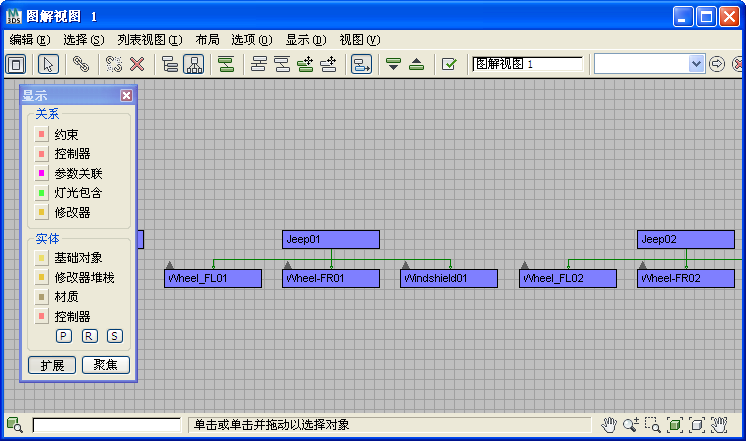 图解视图 1
编辑(E) 选择(S) 列表视图(I) 布局 选项(O) 显示(D) 视图(V)
图解视图 1
显示
关系
约束
控制器
参数关联
灯光包含
修改器
实体
基础对象
修改器堆栈
材质
控制器
P R S
扩展 聚焦
Jeep01 Jeep02
Wheel_FL01 Wheel-FR01 Windshield01 Wheel_FL02 Wheel-FR02
单击或单击并拖动以选择对象